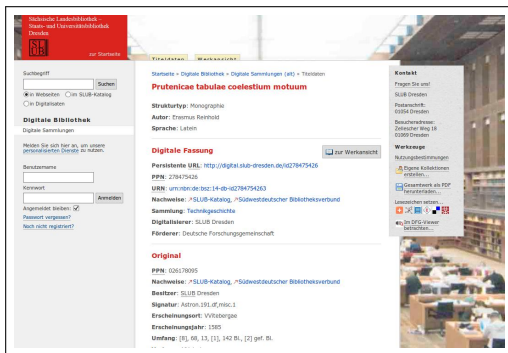 Sächsische Landesbibliothek –
Staats- und Universitätsbibliothek
Dresden
SLUB
zur Startseite
Titeldaten Werkansicht
Suchbegriff
Suchen
in Webseiten im SLUB-Katalog
in Digitalisaten
Digitale Bibliothek
Digitale Sammlungen
Melden Sie sich hier an, um unsere
personalisierten Dienste zu nutzen.
Benutzername
Kennwort
Anmelden
Angemeldet bleiben:
Passwort vergessen?
Noch nicht registriert?
Startseite » Digitale Bibliothek » Digitale Sammlungen (alt) » Titeldaten
Prutenicae tabulae coelestium motuum
Strukturtyp: Monographie
Autor: Erasmus Reinhold
Sprache: Latein
Digitale Fassung
zur Werkansicht
Persistente URL: http://digital.slub-dresden.de/id278475426
PPN: 278475426
URN: urn:nbn:de:bsz:14-db-id2784754263
Nachweise: SLUB-Katalog, Südwestdeutscher Bibliotheksverbund
Sammlung: Technikgeschichte
Digitalisierer: SLUB Dresden
Förderer: Deutsche Forschungsgemeinschaft
Original
PPN: 026178095
Nachweise: SLUB-Katalog, Südwestdeutscher Bibliotheksverbund
Besitzer: SLUB Dresden
Signatur: Astron.191.df,misc.1
Erscheinungsort: VVitebergae
Erscheinungsjahr: 1585
Umfang: [8], 68, 13, [1], 142 Bl., [2] gef. Bl.
Kontakt
Fragen Sie uns!
SLUB Dresden
Postanschrift:
01054 Dresden
Besucheradresse:
Zellescher Weg 18
01069 Dresden
Werkzeuge
Nutzungsbestimmungen
Eigene Kollektionen
erstellen...
Gesamtwerk als PDF
herunterladen...
Lesezeichen setzen...
Im DFG-Viewer
betrachten...